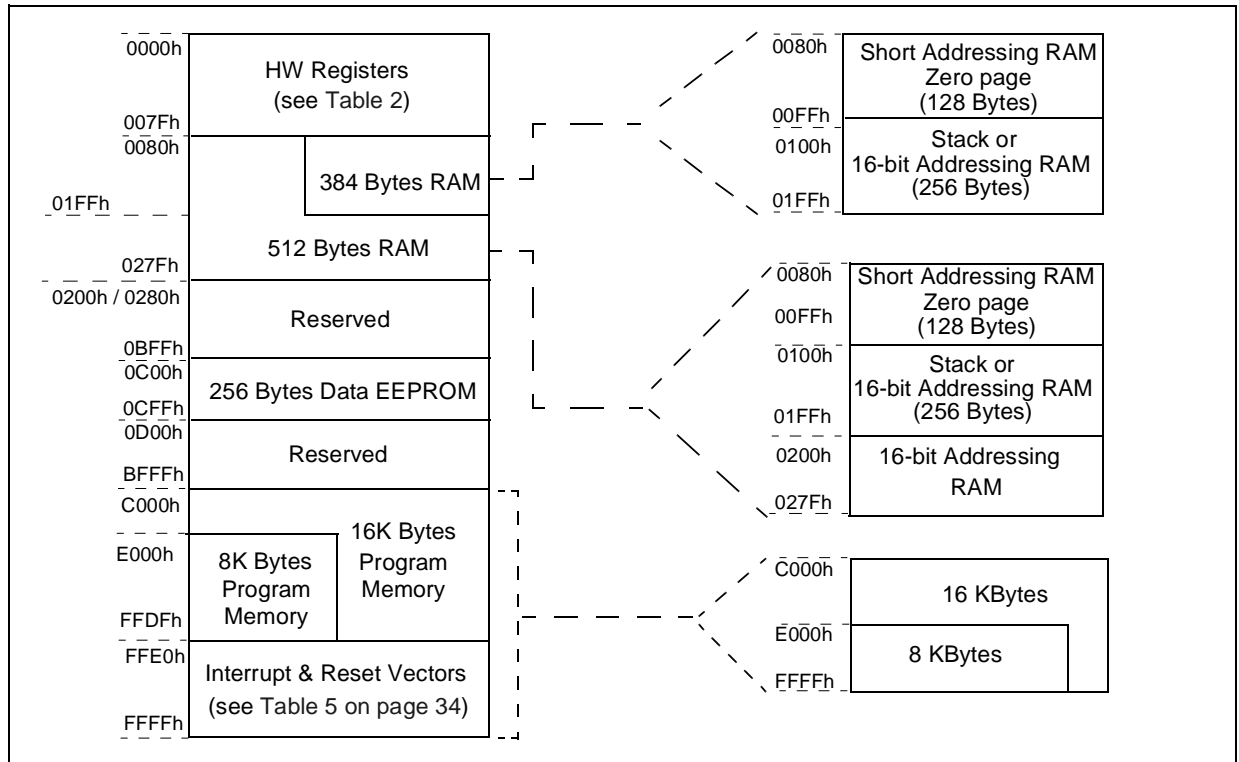 0000h
HW Registers
(see Table 2)
007Fh
0080h
384 Bytes RAM
01FFh
512 Bytes RAM
027Fh
0200h / 0280h
Reserved
0BFFh
0C00h
256 Bytes Data EEPROM
0CFFh
0D00h
Reserved
BFFFh
C000h
16K Bytes
Program
Memory
E000h
8K Bytes
Program
Memory
FFDFh
FFE0h
Interrupt & Reset Vectors
(see Table 5 on page 34)
FFFFh
0080h
Short Addressing RAM
Zero page
(128 Bytes)
00FFh
0100h
Stack or
16-bit Addressing RAM
(256 Bytes)
01FFh
0080h
Short Addressing RAM
Zero page
(128 Bytes)
00FFh
0100h
Stack or
16-bit Addressing RAM
(256 Bytes)
01FFh
0200h
16-bit Addressing
RAM
027Fh
C000h
16 KBytes
E000h
8 KBytes
FFFFh